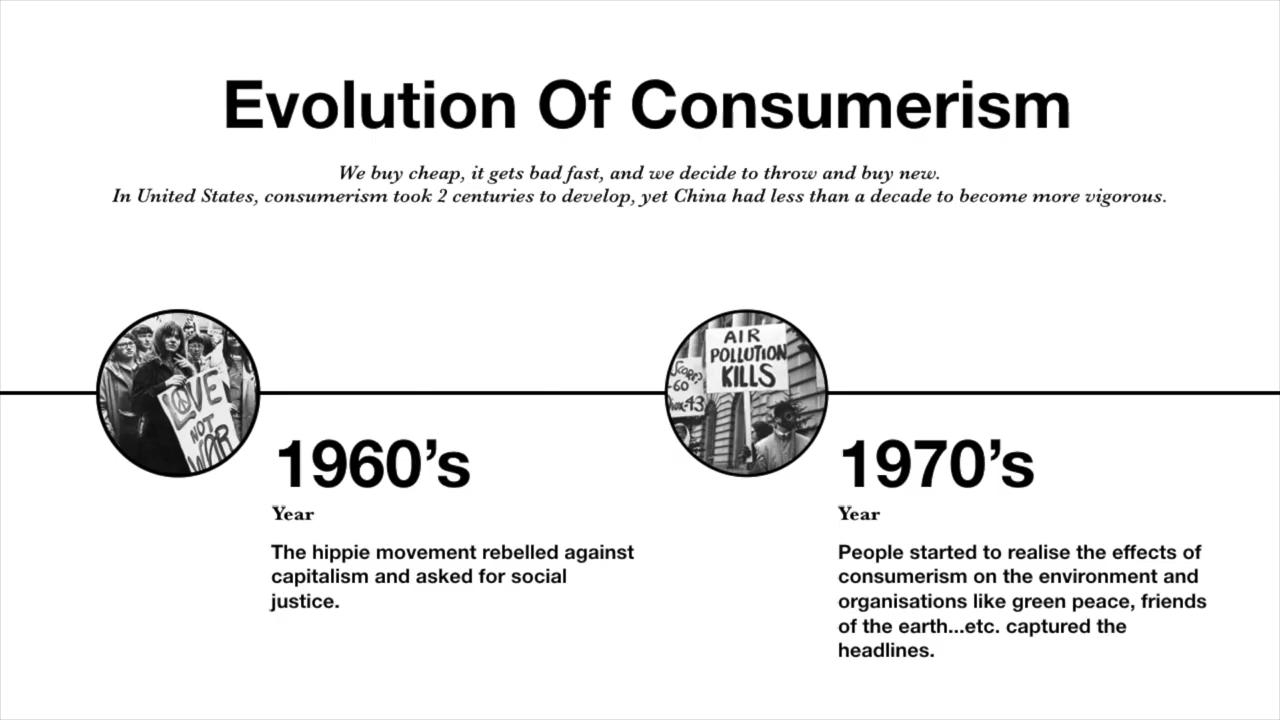 Evolution Of Consumerism
We buy cheap, it gets bad fast, and we decide to throw and buy new.
In United States, consumerism took 2 centuries to develop, yet China had less than a decade to become more vigorous.
LOVE
NOT
WAR
AIR
POLLUTION
KILLS
SCORE?
-60
1960’s
Year
The hippie movement rebelled against
capitalism and asked for social
justice.
1970’s
Year
People started to realise the effects of
consumerism on the environment and
organisations like green peace, friends
of the earth...etc. captured the
headlines.